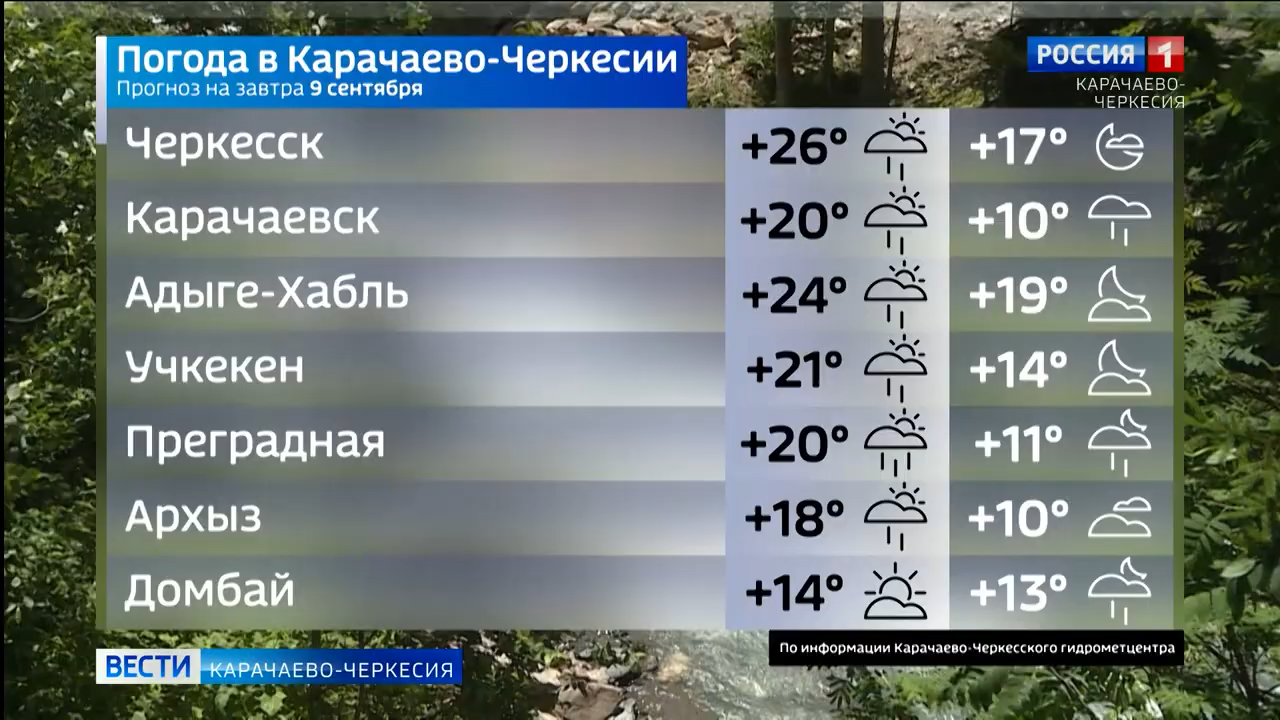 Погода в Карачаево-Черкесии
Прогноз на завтра 9 сентября
РОССИЯ 1
КАРАЧАЕВО-
ЧЕРКЕСИЯ
Черкесск +26° +17°
Карачаевск +20° +10°
Адыге-Хабль +24° +19°
Учкекен +21° +14°
Преградная +20° +11°
Архыз +18° +10°
Домбай +14° +13°
По информации Карачаево-Черкесского гидрометцентра
ВЕСТИ КАРАЧАЕВО-ЧЕРКЕСИЯ